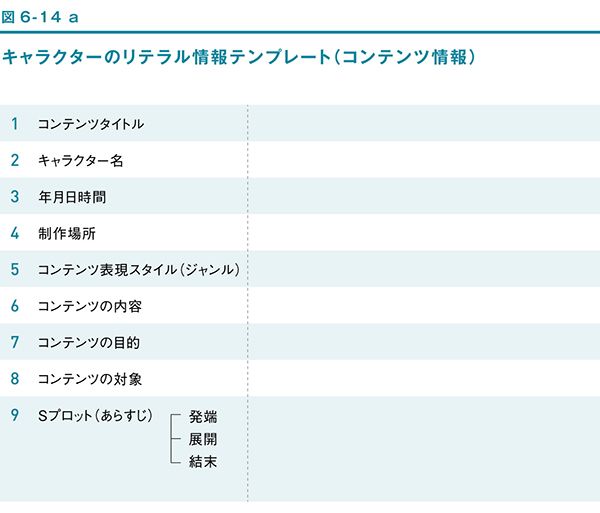 図6-14 a
キャラクターのリテラル情報テンプレート(コンテンツ情報)
1 コンテンツタイトル
2 キャラクター名
3 年月日時間
4 制作場所
5 コンテンツ表現スタイル(ジャンル)
6 コンテンツの内容
7 コンテンツの目的
8 コンテンツの対象
9 Sプロット(あらすじ) 発端
展開
結末